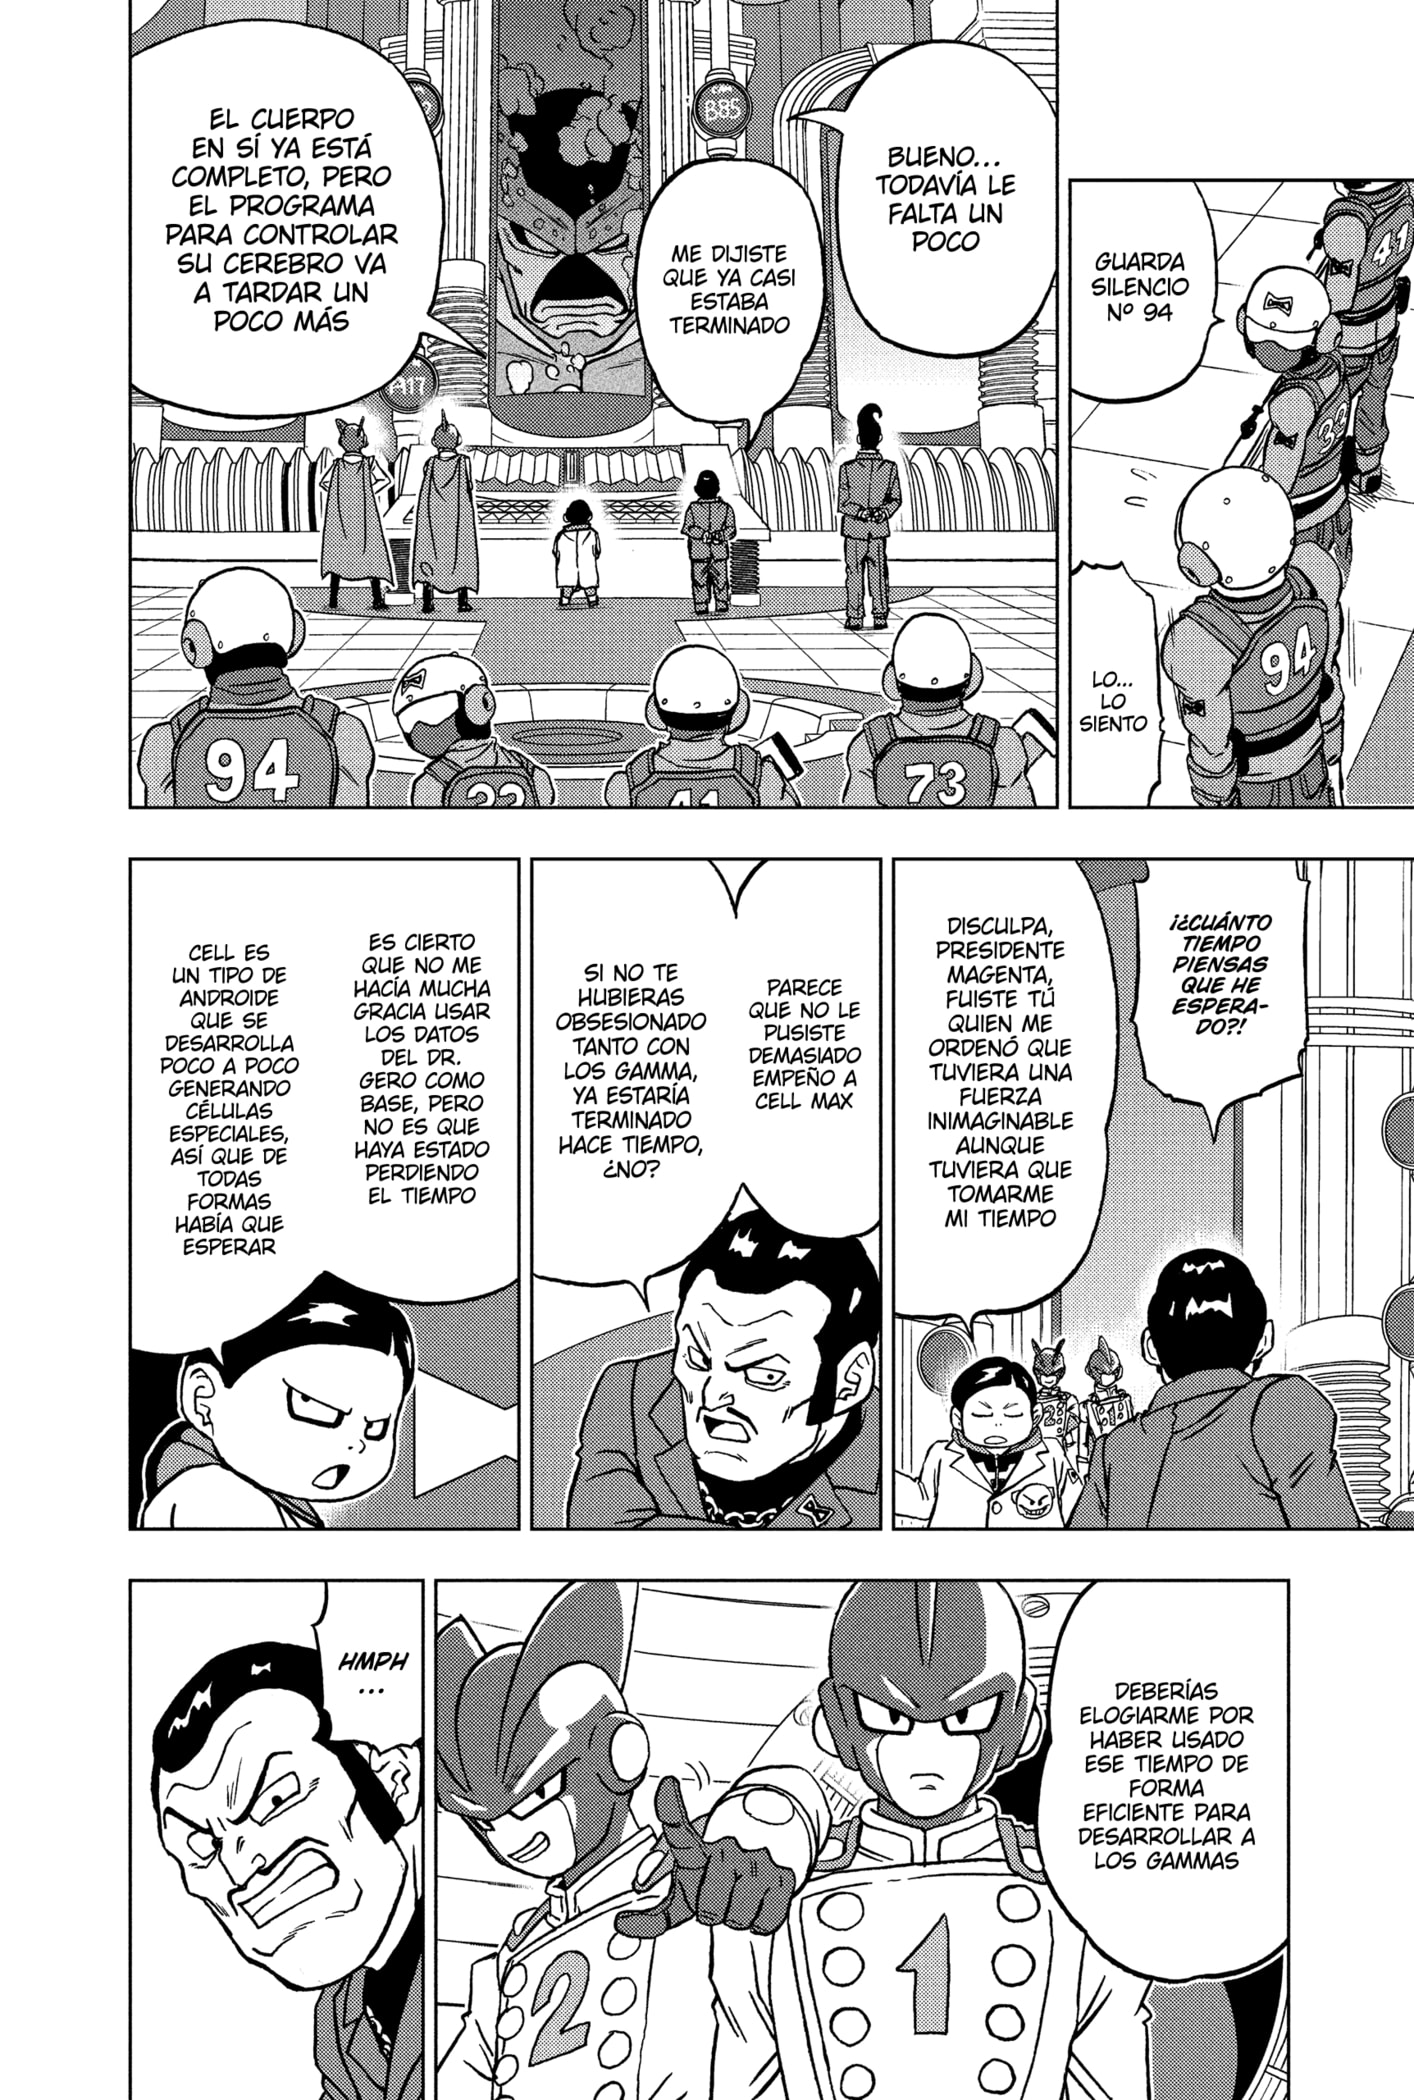 GUARDA
SILENCIO
Nº 94
LO...
LO
SIENTO
41
33
94
BUENO...
TODAVÍA LE
FALTA UN
POCO
ME DIJISTE
QUE YA CASI
ESTABA
TERMINADO
EL CUERPO
EN SÍ YA ESTÁ
COMPLETO, PERO
EL PROGRAMA
PARA CONTROLAR
SU CEREBRO VA
A TARDAR UN
POCO MÁS
B85
A17
94
41
73
¡¿CUÁNTO
TIEMPO
PIENSAS
QUE HE
ESPERA-
DO?!
DISCULPA,
PRESIDENTE
MAGENTA,
FUISTE TÚ
QUIEN ME
ORDENÓ QUE
TUVIERA UNA
FUERZA
INIMAGINABLE
AUNQUE
TUVIERA QUE
TOMARME
MI TIEMPO
2
1
PARECE
QUE NO LE
PUSISTE
DEMASIADO
EMPEÑO A
CELL MAX
SI NO TE
HUBIERAS
OBSESIONADO
TANTO CON
LOS GAMMA,
YA ESTARÍA
TERMINADO
HACE TIEMPO,
¿NO?
ES CIERTO
QUE NO ME
HACÍA MUCHA
GRACIA USAR
LOS DATOS
DEL DR.
GERO COMO
BASE, PERO
NO ES QUE
HAYA ESTADO
PERDIENDO
EL TIEMPO
CELL ES
UN TIPO DE
ANDROIDE
QUE SE
DESARROLLA
POCO A POCO
GENERANDO
CÉLULAS
ESPECIALES,
ASÍ QUE DE
TODAS
FORMAS
HABÍA QUE
ESPERAR
DEBERÍAS
ELOGIARME POR
HABER USADO
ESE TIEMPO DE
FORMA
EFICIENTE PARA
DESARROLLAR A
LOS GAMMAS
1
2
HMPH
...